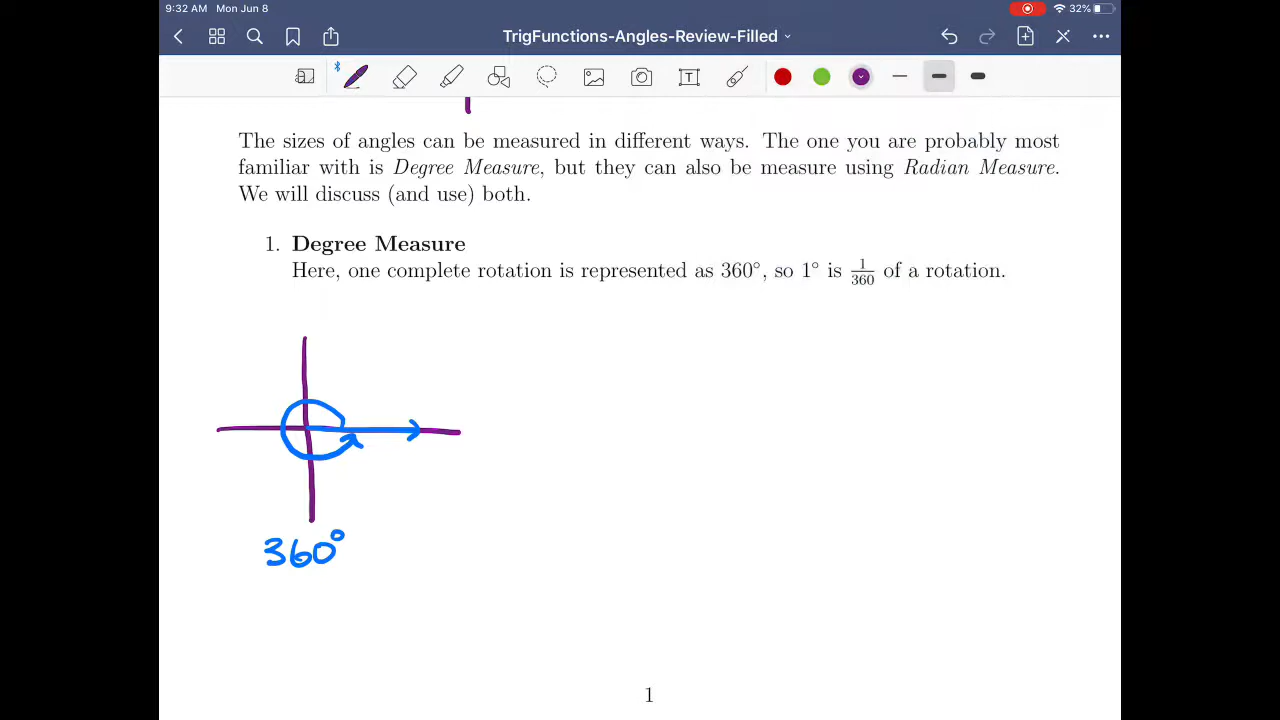 9:32 AM Mon Jun 8
32%
TrigFunctions-Angles-Review-Filled
T
The sizes of angles can be measured in different ways. The one you are probably most
familiar with is Degree Measure, but they can also be measure using Radian Measure.
We will discuss (and use) both.
1. Degree Measure
Here, one complete rotation is represented as 360°, so 1° is 1/360 of a rotation.
360°
1